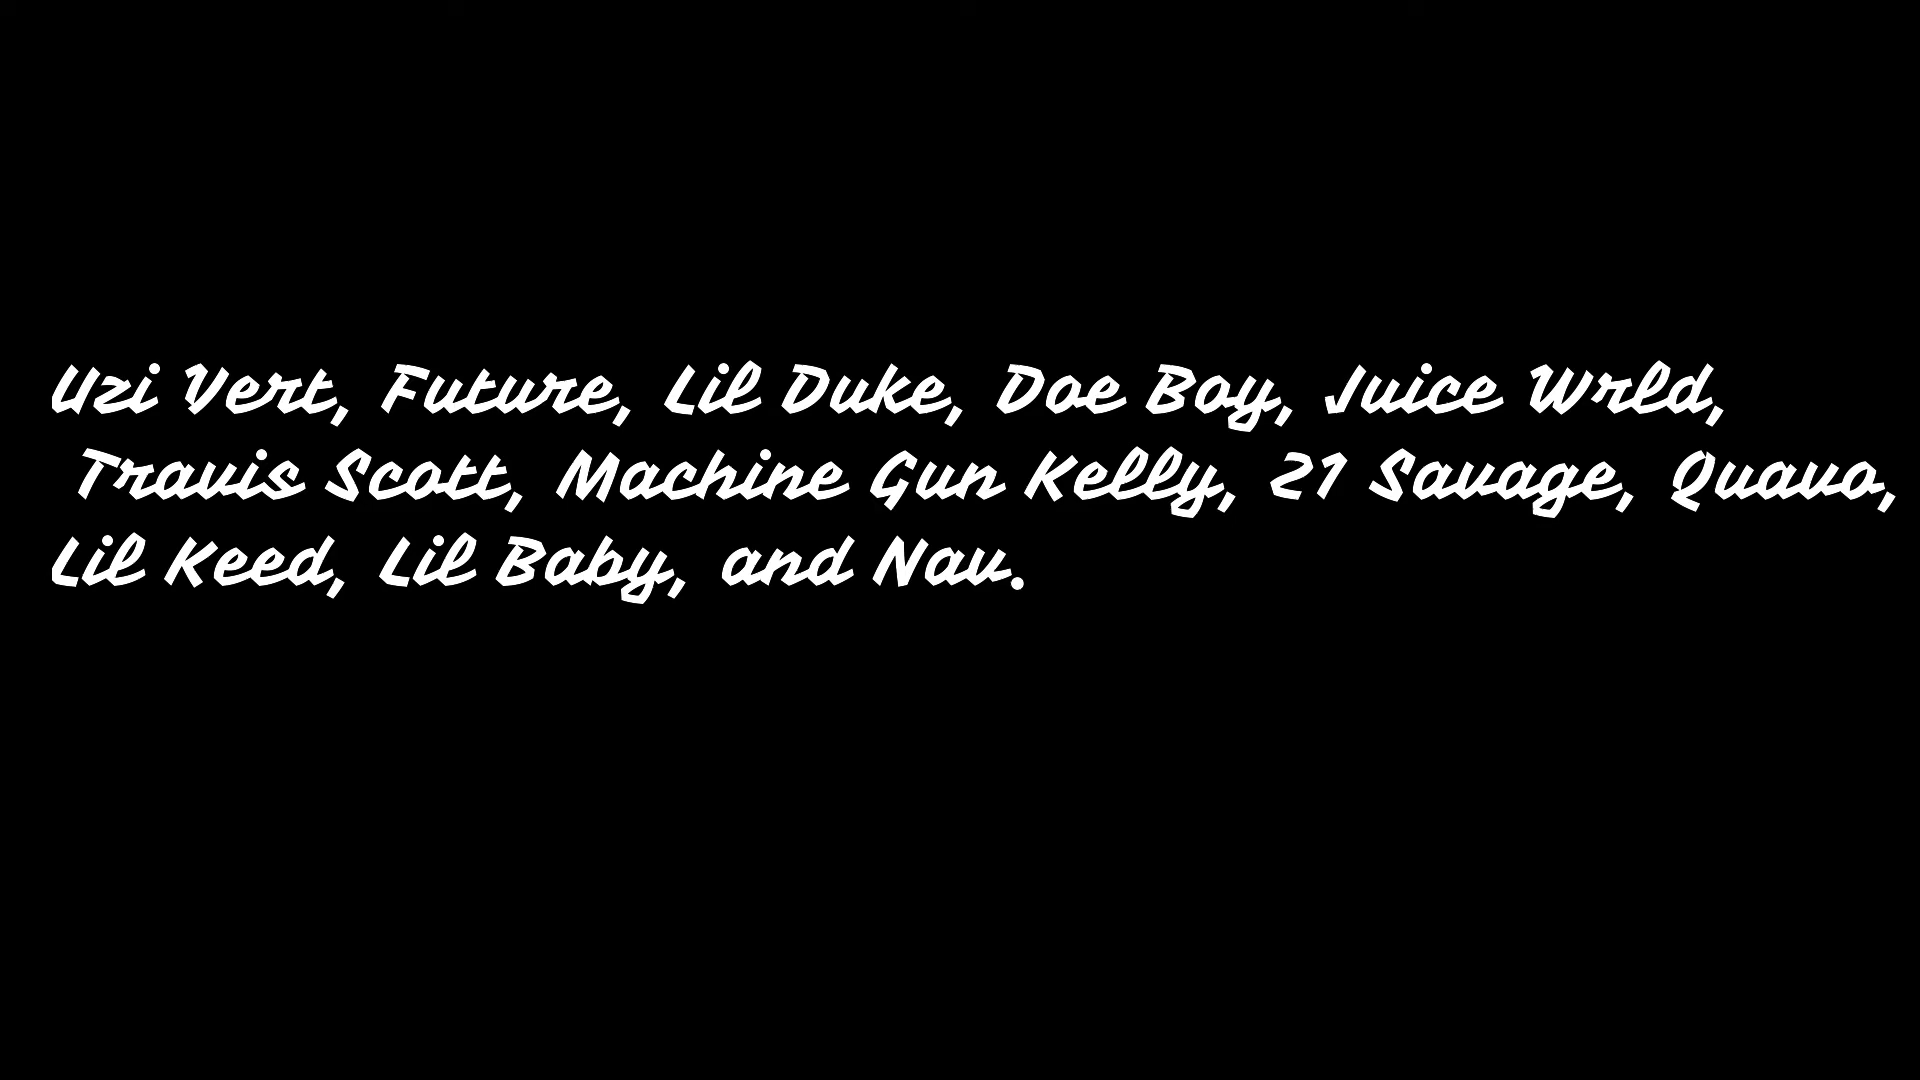 Uzi Vert, Future, Lil Duke, Doe Boy, Juice Wrld,
Travis Scott, Machine Gun Kelly, 21 Savage, Quavo,
Lil Keed, Lil Baby, and Nav.